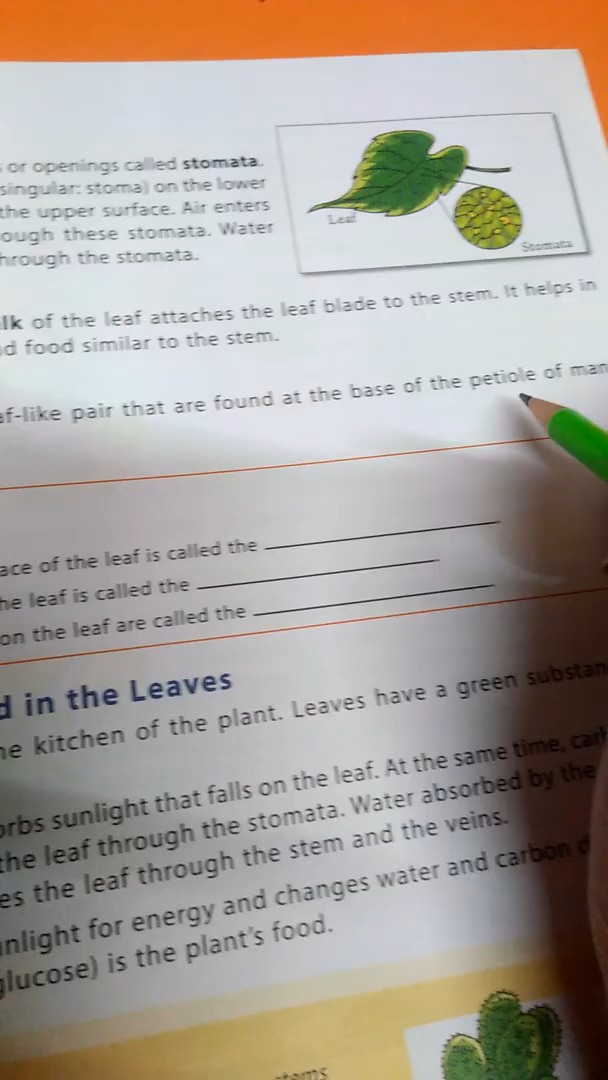 or openings called stomata.
singular: stoma) on the lower
the upper surface. Air enters
ough these stomata. Water
hrough the stomata.
Leaf
Stomata
lk of the leaf attaches the leaf blade to the stem. It helps in
d food similar to the stem.
af-like pair that are found at the base of the petiole of man
ace of the leaf is called the
he leaf is called the
on the leaf are called the
d in the Leaves
he kitchen of the plant. Leaves have a green substan
orbs sunlight that falls on the leaf. At the same time, car
the leaf through the stomata. Water absorbed by the
es the leaf through the stem and the veins.
unlight for energy and changes water and carbon d
glucose) is the plant's food.